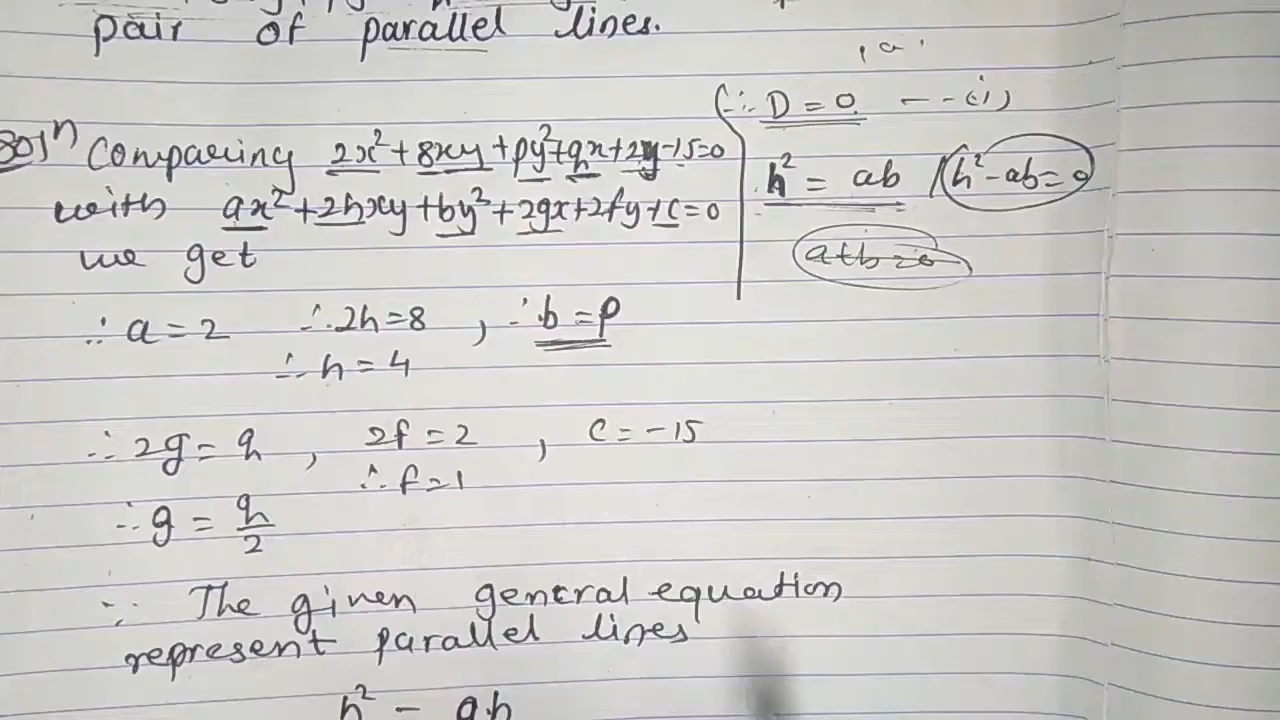 pair of parallel lines.
Solⁿ Comparing 2x²+8xy+py²+qx+2y-15=0
with ax²+2hxy+by²+2gx+2fy+c=0
we get
∴ a=2 ∴2h=8 , ∴b=p
∴ h=4
∴ 2g=q , 2f=2 , c=-15
∴ f=1
∴ g = q/2
∵ The given general equation
represent parallel lines
h² = ab
∵ D=0 --(i)
h² = ab / h²-ab=0
a+b=0